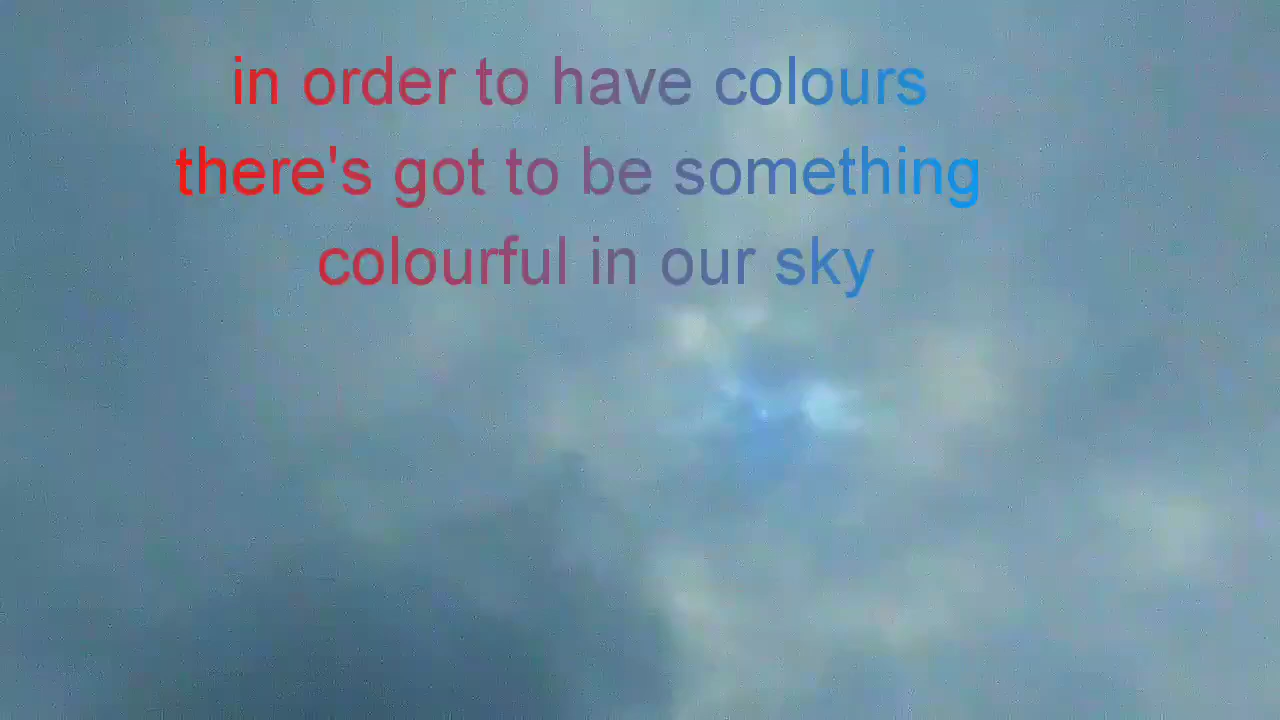 in order to have colours
there's got to be something
colourful in our sky